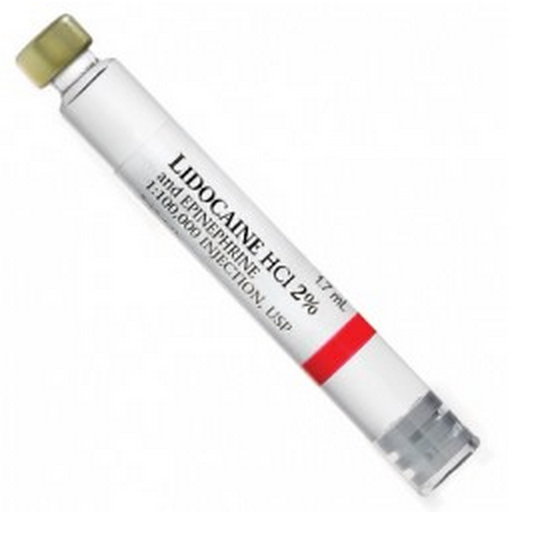 LIDOCAINE HCl 2%
and EPINEPHRINE
1:100,000 INJECTION, USP
1.7 mL